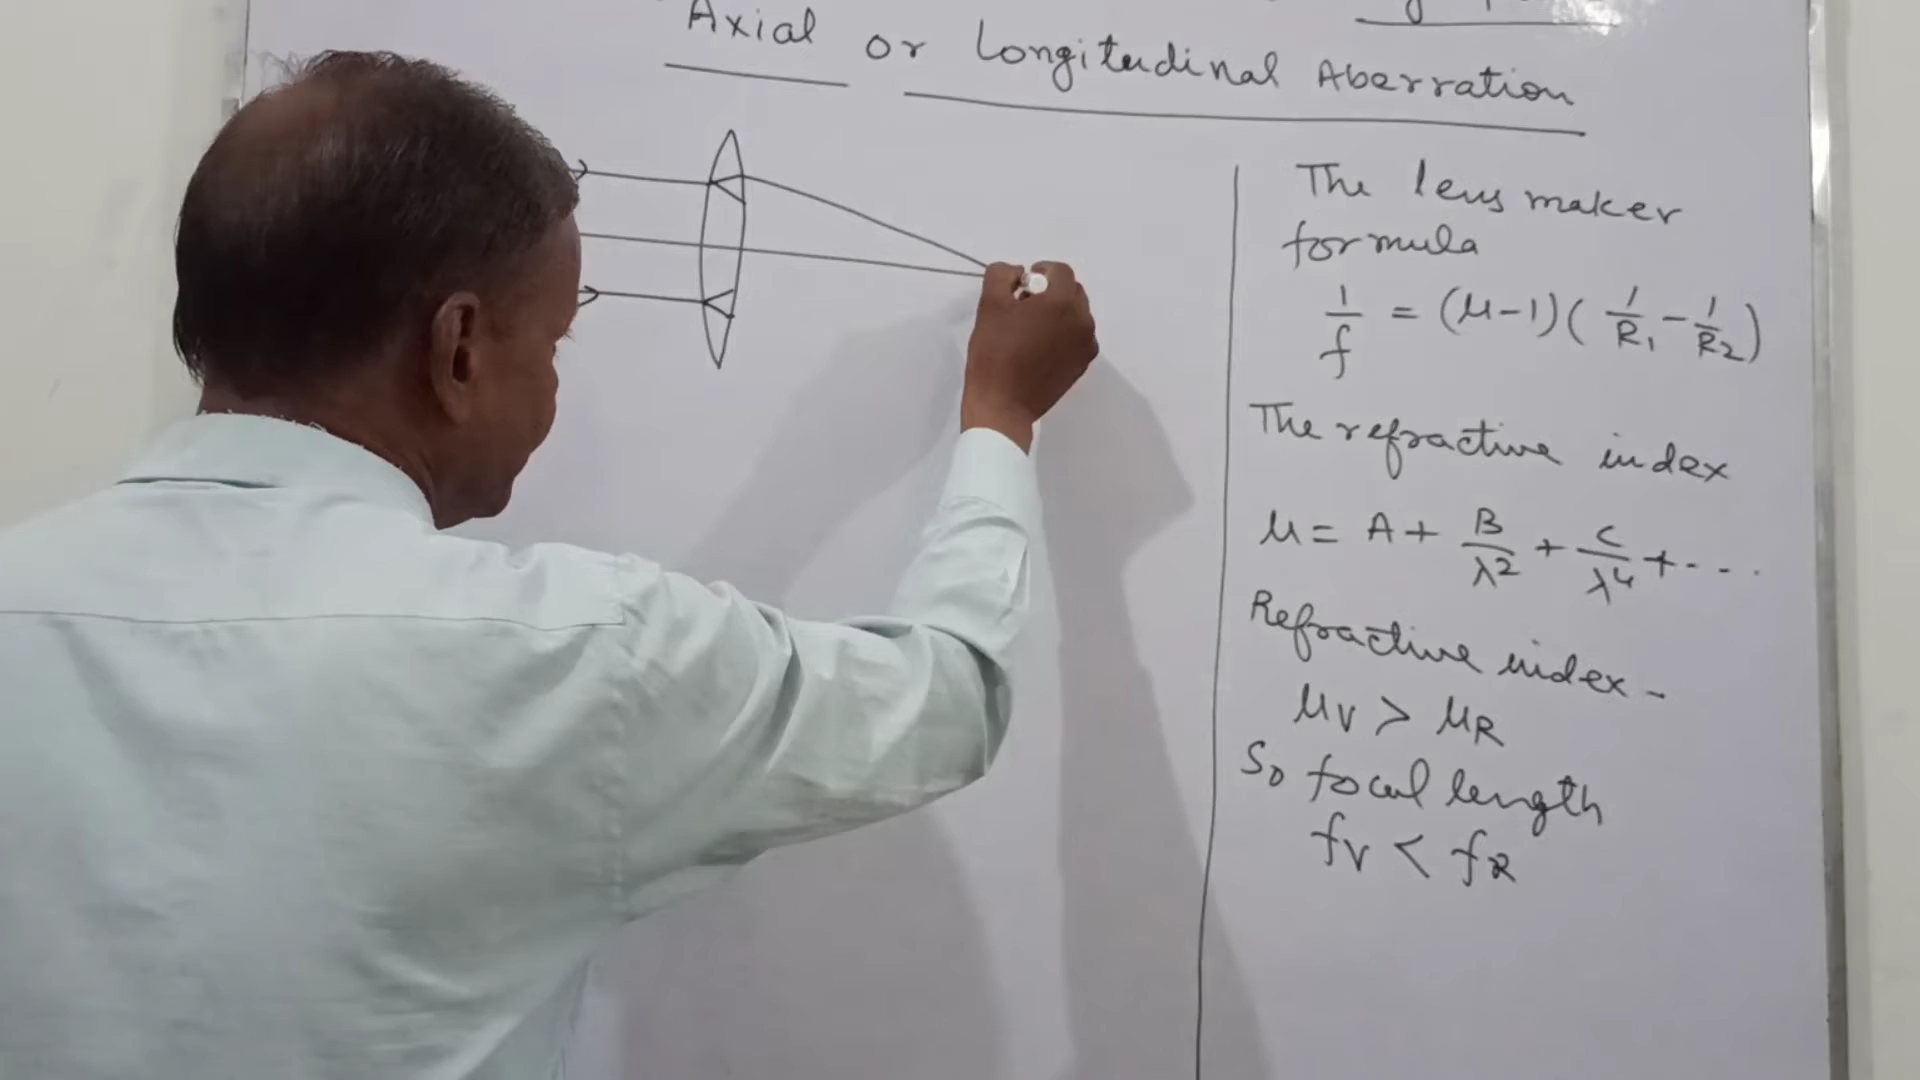 Axial or Longitudinal Aberration
The lens maker
formula
1/f = (μ-1)(1/R₁ - 1/R₂)
The refractive index
μ = A + B/λ² + C/λ⁴ + ....
Refractive index -
μV > μR
So focal length
fV < fR